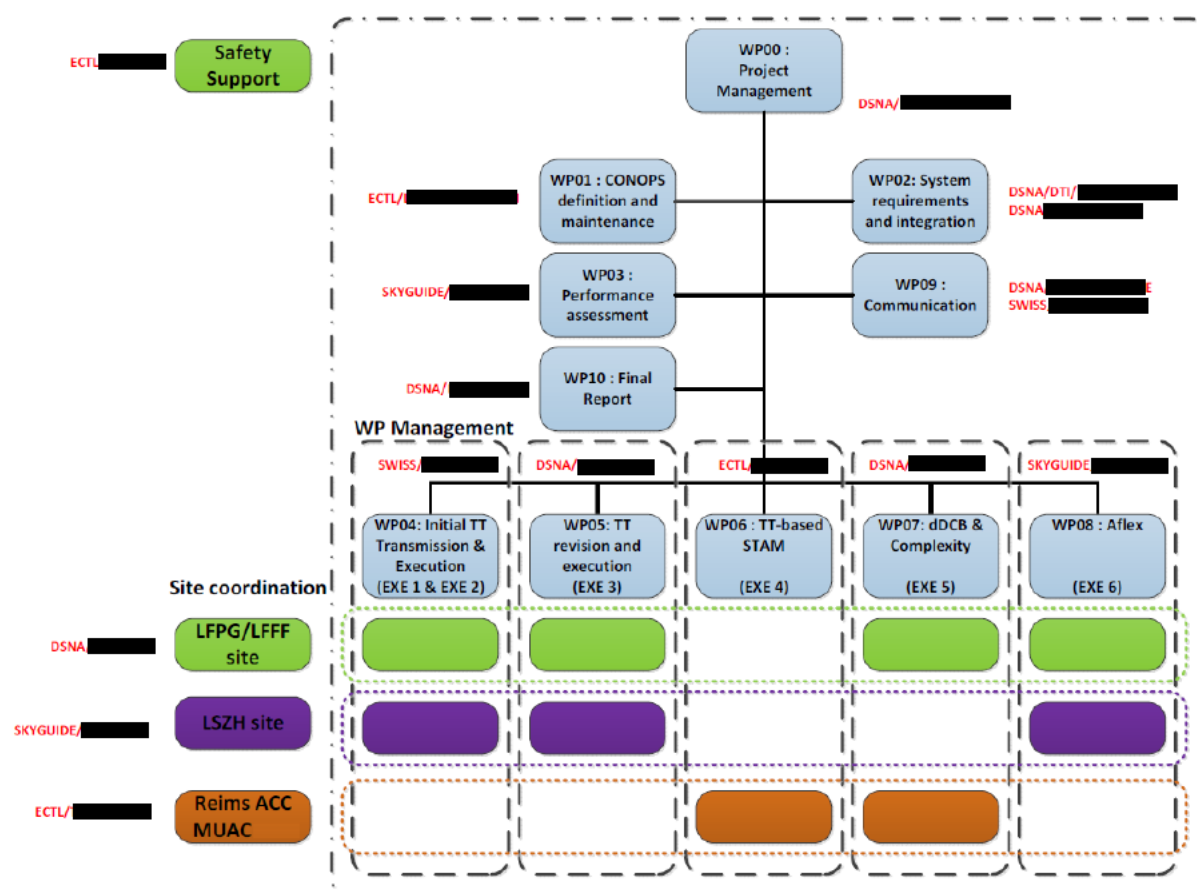 Safety
Support
ECTL
WP00 :
Project
Management
DSNA/
WP01 : CONOPS
definition and
maintenance
ECTL/
WP02: System
requirements
and integration
DSNA/DTI/
DSNA
WP03 :
Performance
assessment
SKYGUIDE/
WP09 :
Communication
DSNA/
E
SWISS
WP10 : Final
Report
DSNA/
WP Management
SWISS/
DSNA/
ECTL/
DSNA/
SKYGUIDE
WP04: Initial TT
Transmission &
Execution
(EXE 1 & EXE 2)
WP05: TT
revision and
execution
(EXE 3)
WP06 : TT-based
STAM
(EXE 4)
WP07: dDCB &
Complexity
(EXE 5)
WP08 : Aflex
(EXE 6)
Site coordination
DSNA/
LFPG/LFFF
site
SKYGUIDE/
LSZH site
ECTL/
Reims ACC
MUAC